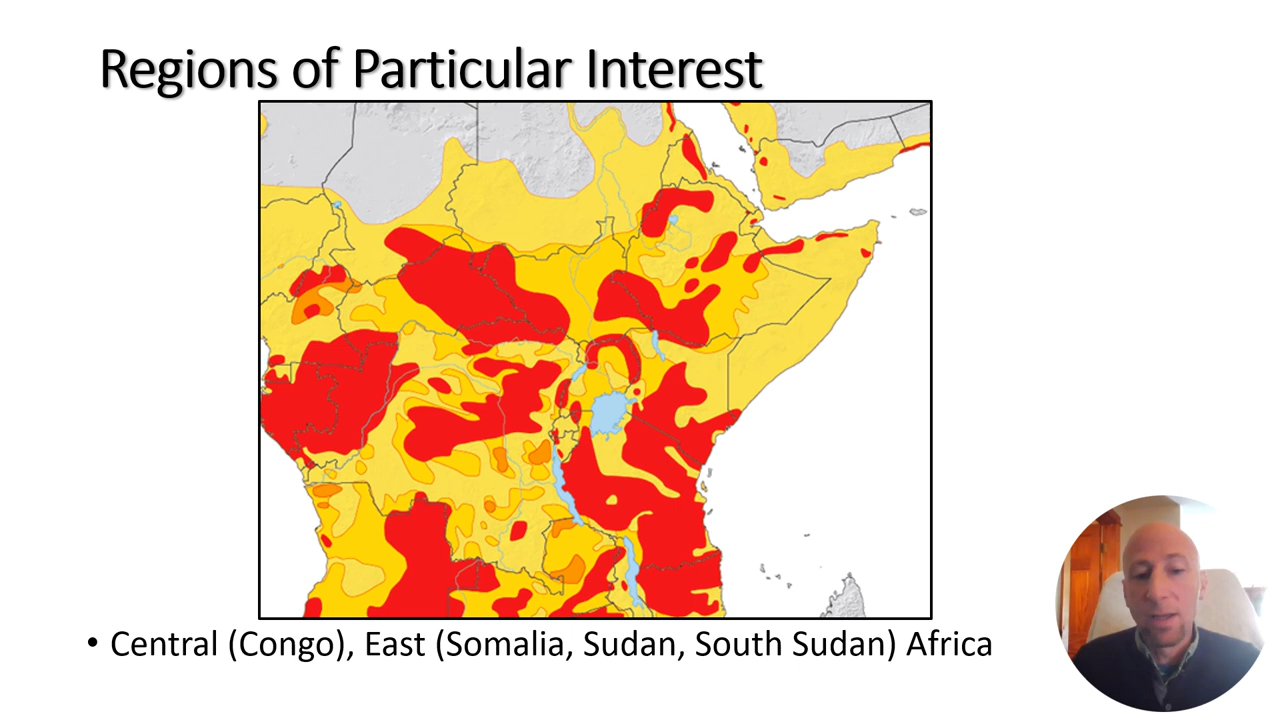 Regions of Particular Interest
• Central (Congo), East (Somalia, Sudan, South Sudan) Africa